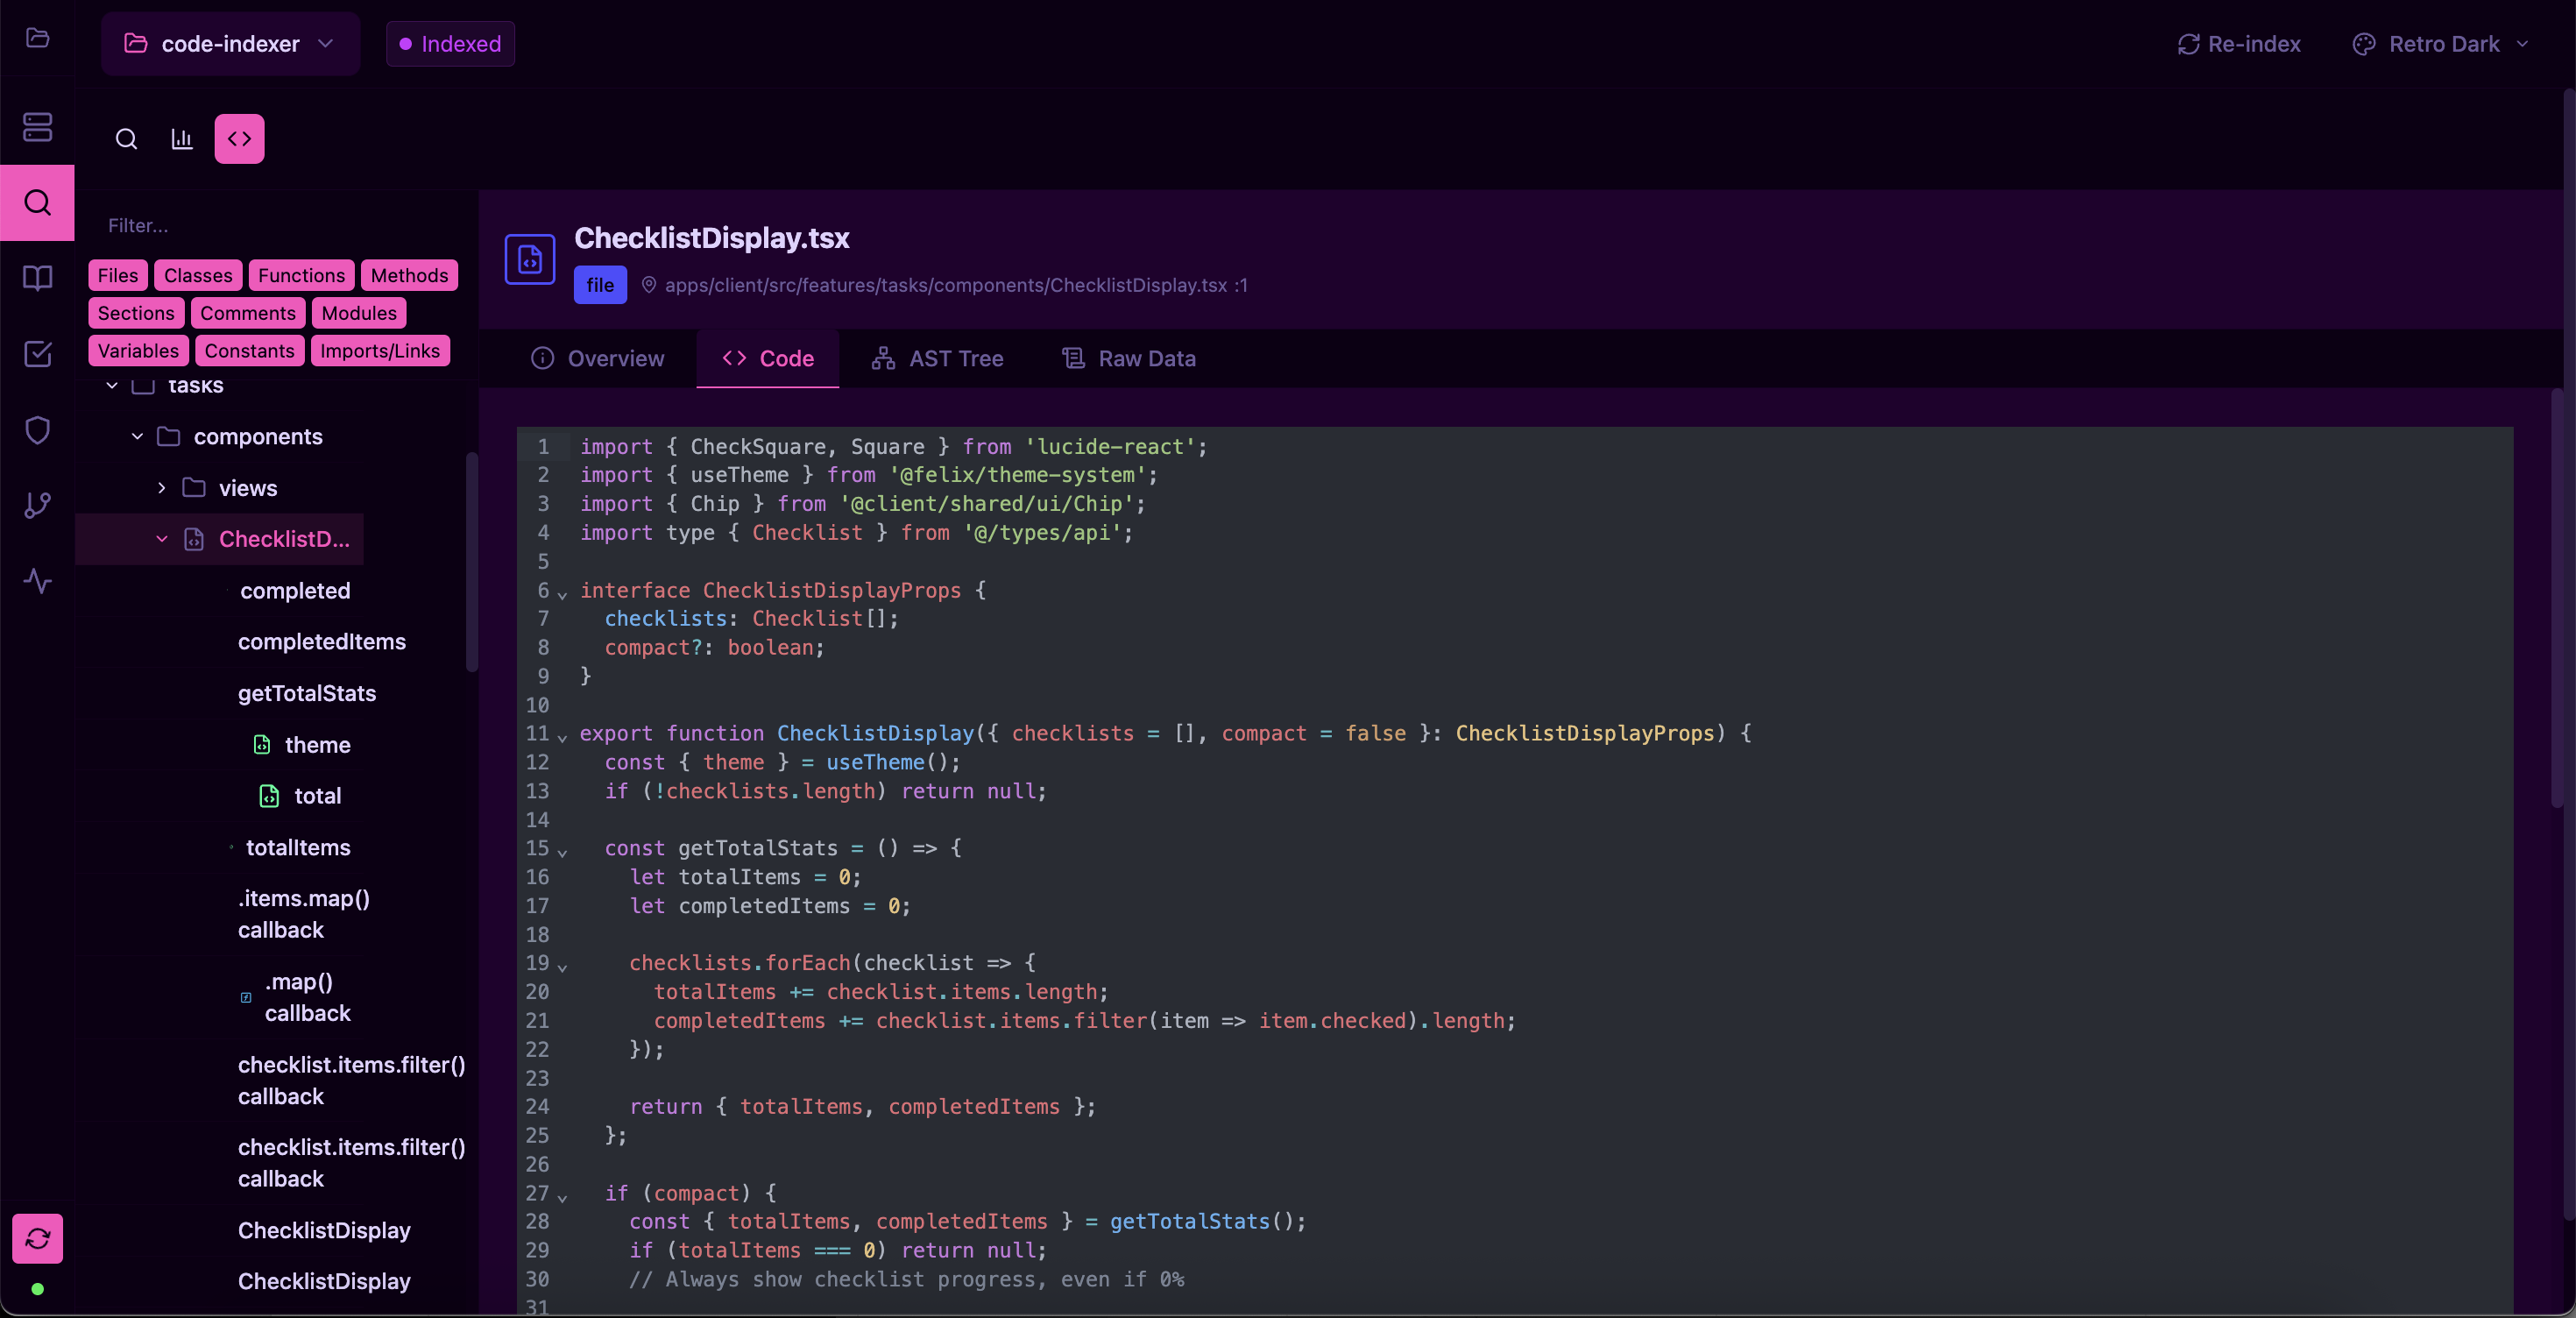 code-indexer
Indexed
Re-index
Retro Dark
Filter...
Files Classes Functions Methods
Sections Comments Modules
Variables Constants Imports/Links
tasks
components
views
ChecklistD...
completed
completedItems
getTotalStats
theme
total
totalItems
.items.map()
callback
.map()
callback
checklist.items.filter()
callback
checklist.items.filter()
callback
ChecklistDisplay
ChecklistDisplay
ChecklistDisplay.tsx
file apps/client/src/features/tasks/components/ChecklistDisplay.tsx :1
Overview Code AST Tree Raw Data
1 import { CheckSquare, Square } from 'lucide-react';
2 import { useTheme } from '@felix/theme-system';
3 import { Chip } from '@client/shared/ui/Chip';
4 import type { Checklist } from '@/types/api';
5
6 interface ChecklistDisplayProps {
7 checklists: Checklist[];
8 compact?: boolean;
9 }
10
11 export function ChecklistDisplay({ checklists = [], compact = false }: ChecklistDisplayProps) {
12 const { theme } = useTheme();
13 if (!checklists.length) return null;
14
15 const getTotalStats = () => {
16 let totalItems = 0;
17 let completedItems = 0;
18
19 checklists.forEach(checklist => {
20 totalItems += checklist.items.length;
21 completedItems += checklist.items.filter(item => item.checked).length;
22 });
23
24 return { totalItems, completedItems };
25 };
26
27 if (compact) {
28 const { totalItems, completedItems } = getTotalStats();
29 if (totalItems === 0) return null;
30 // Always show checklist progress, even if 0%
31